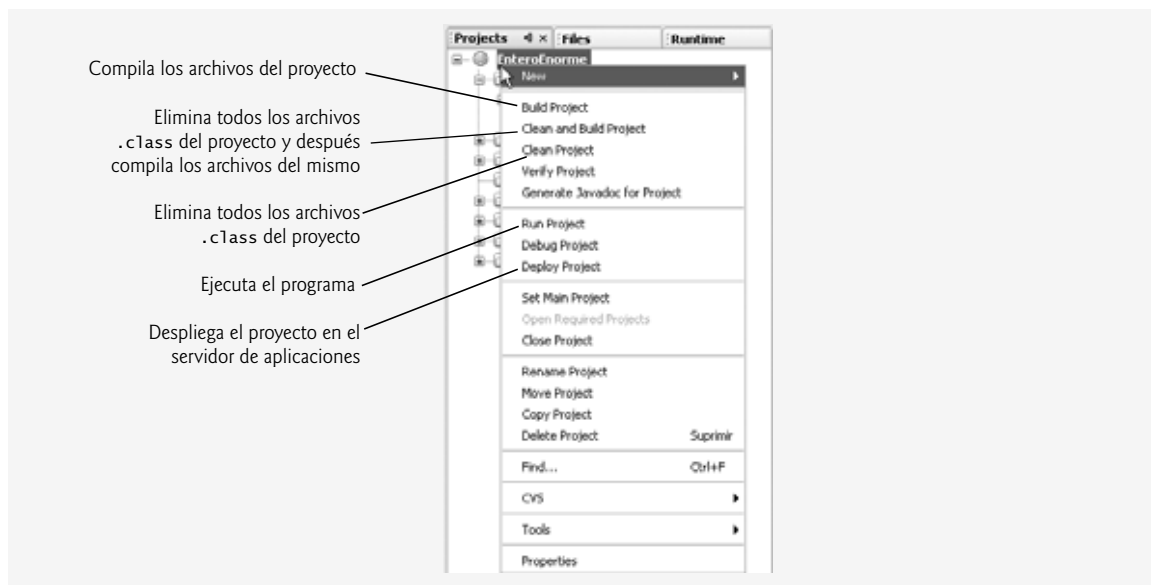 Projects
Files
Runtime
EnteroEnorme
New
Build Project
Clean and Build Project
Clean Project
Verify Project
Generate Javadoc for Project
Run Project
Debug Project
Deploy Project
Set Main Project
Open Required Projects
Close Project
Rename Project
Move Project
Copy Project
Delete Project Suprimir
Find... Ctrl+F
CVS
Tools
Properties
Compila los archivos del proyecto
Elimina todos los archivos
.class del proyecto y después
compila los archivos del mismo
Elimina todos los archivos
.class del proyecto
Ejecuta el programa
Despliega el proyecto en el
servidor de aplicaciones